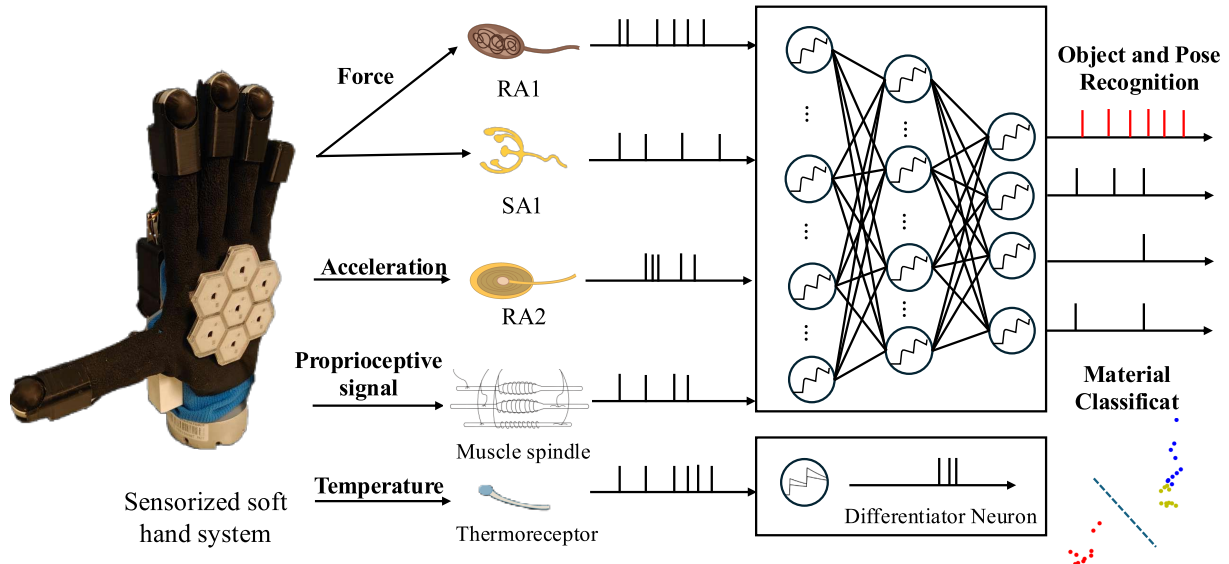 Force
RA1
SA1
Acceleration
RA2
Proprioceptive
signal
Muscle spindle
Temperature
Thermoreceptor
Sensorized soft
hand system
Differentiator Neuron
Object and Pose
Recognition
Material
Classificat